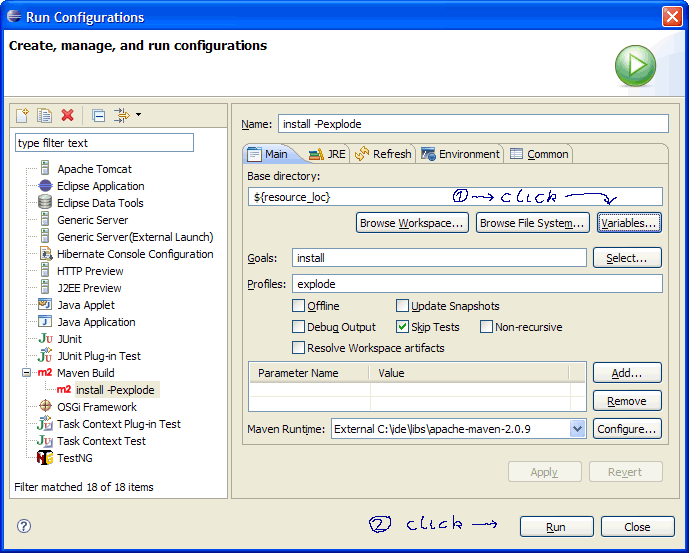 Run Configurations
Create, manage, and run configurations
type filter text
Apache Tomcat
Eclipse Application
Eclipse Data Tools
Generic Server
Generic Server(External Launch)
Hibernate Console Configuration
HTTP Preview
J2EE Preview
Java Applet
Java Application
JUnit
JUnit Plug-in Test
m2 Maven Build
m2 install -Pexplode
OSGi Framework
Task Context Plug-in Test
Task Context Test
TestNG
Filter matched 18 of 18 items
Name: install -Pexplode
Main JRE Refresh Environment Common
Base directory:
${resource_loc} ① → click →
Browse Workspace... Browse File System... Variables...
Goals: install Select...
Profiles: explode
Offline Update Snapshots
Debug Output Skip Tests Non-recursive
Resolve Workspace artifacts
Parameter Name Value Add...
Remove
Maven Runtime: External C:\ide\libs\apache-maven-2.0.9 Configure...
Apply Revert
? ② click → Run Close